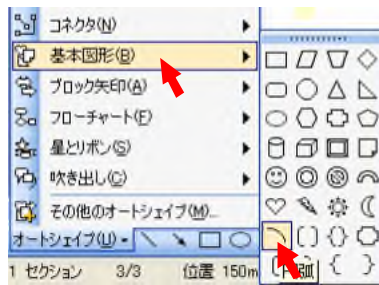 コネクタ(N)
基本図形(B)
ブロック矢印(A)
フローチャート(F)
星とリボン(S)
吹き出し(C)
その他のオートシェイプ(M)...
オートシェイプ(U)
1 セクション 3/3 位置 150m